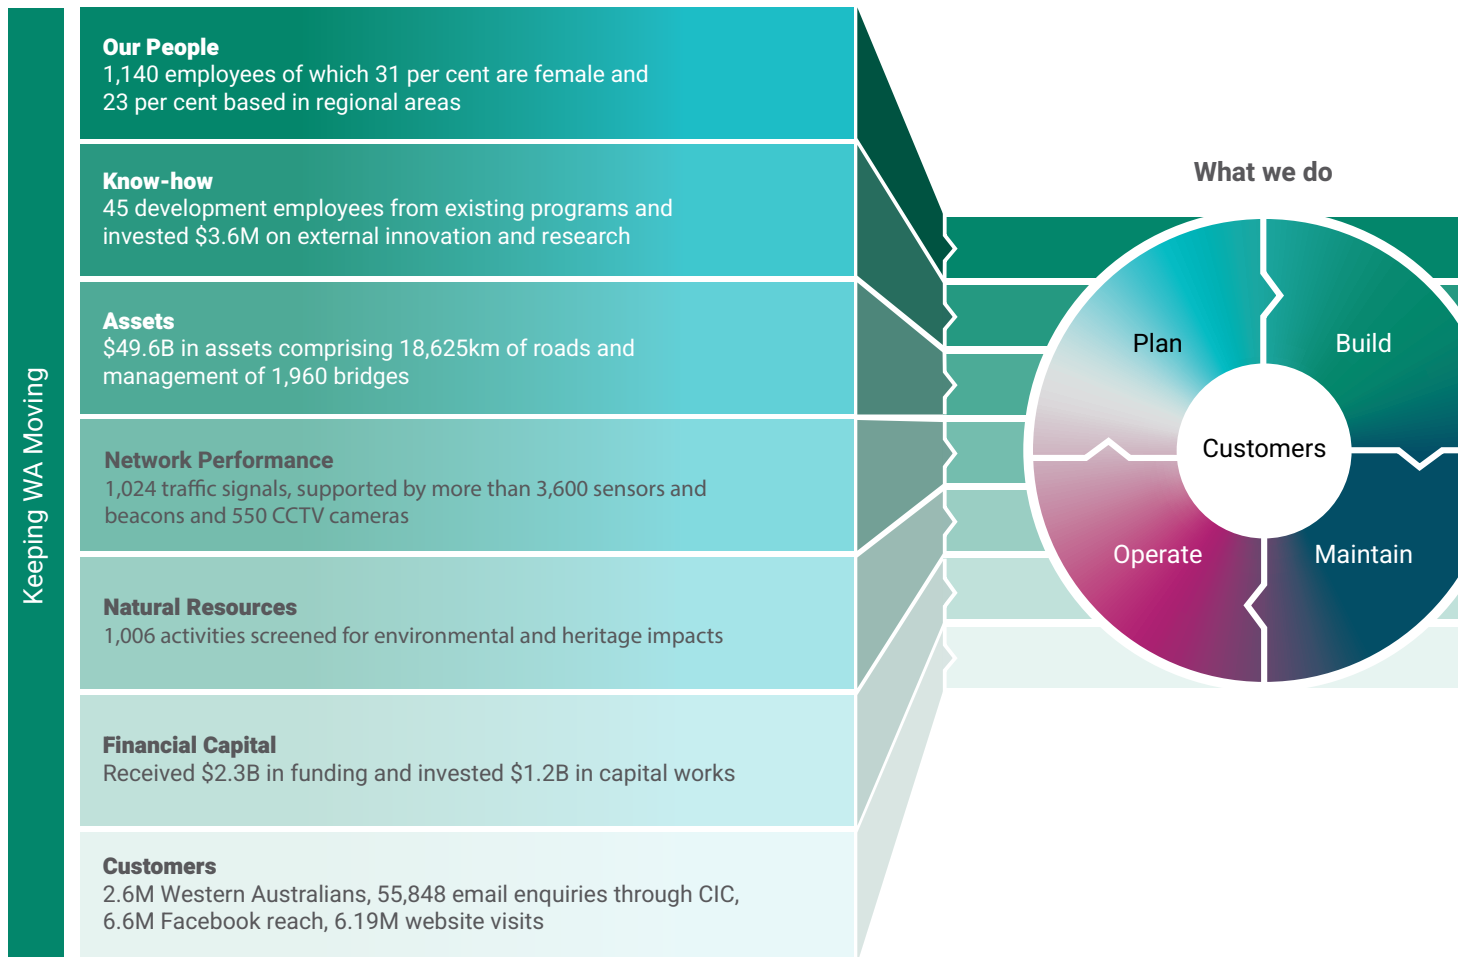 Keeping WA Moving
Our People
1,140 employees of which 31 per cent are female and
23 per cent based in regional areas
Know-how
45 development employees from existing programs and
invested $3.6M on external innovation and research
Assets
$49.6B in assets comprising 18,625km of roads and
management of 1,960 bridges
Network Performance
1,024 traffic signals, supported by more than 3,600 sensors and
beacons and 550 CCTV cameras
Natural Resources
1,006 activities screened for environmental and heritage impacts
Financial Capital
Received $2.3B in funding and invested $1.2B in capital works
Customers
2.6M Western Australians, 55,848 email enquiries through CIC,
6.6M Facebook reach, 6.19M website visits
What we do
Plan
Build
Customers
Operate
Maintain